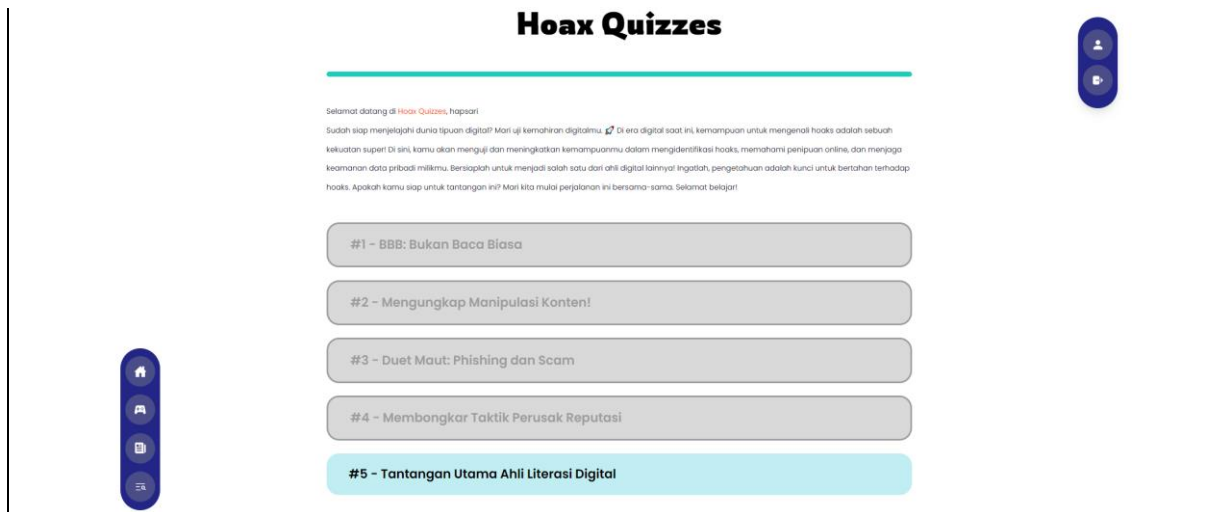 Hoax Quizzes
Selamat datang di Hoax Quizzes, hapsari
Sudah siap menjelajahi dunia tipuan digital? Mari uji kemahiran digitalmu. 🚀 Di era digital saat ini, kemampuan untuk mengenali hoaks adalah sebuah
kekuatan super! Di sini, kamu akan menguji dan meningkatkan kemampuanmu dalam mengidentifikasi hoaks, memahami penipuan online, dan menjaga
keamanan data pribadi milikmu. Bersiaplah untuk menjadi salah satu dari ahli digital lainnya! Ingatlah, pengetahuan adalah kunci untuk bertahan terhadap
hoaks. Apakah kamu siap untuk tantangan ini? Mari kita mulai perjalanan ini bersama-sama. Selamat belajar!
#1 - BBB: Bukan Baca Biasa
#2 - Mengungkap Manipulasi Konten!
#3 - Duet Maut: Phishing dan Scam
#4 - Membongkar Taktik Perusak Reputasi
#5 - Tantangan Utama Ahli Literasi Digital